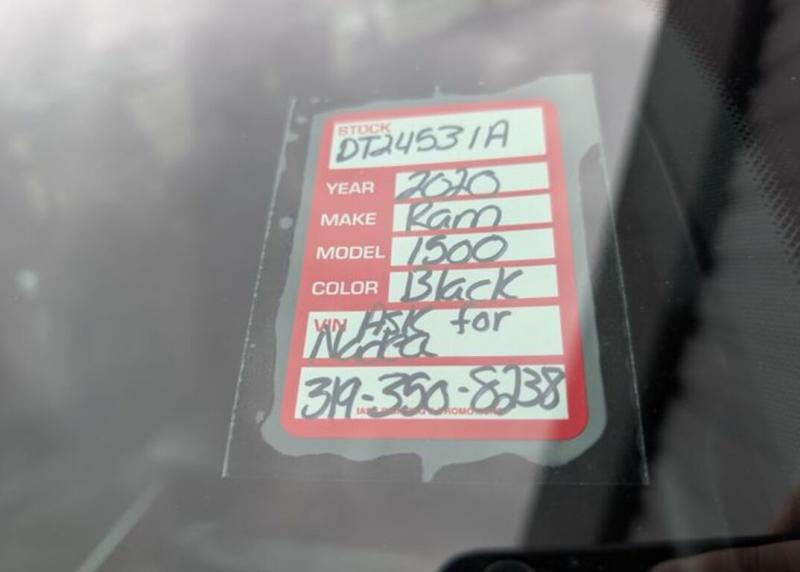 STOCK
DT24531A
YEAR 2020
MAKE Ram
MODEL 1500
COLOR Black
VIN Ask for
319-350-8238